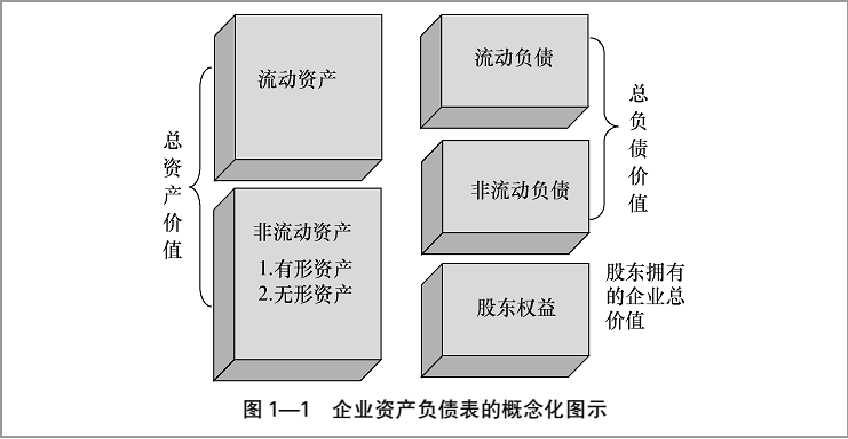 总资产价值
流动资产
非流动资产
1.有形资产
2.无形资产
流动负债
非流动负债
股东权益
总负债价值
股东拥有
的企业总
价值
图 1—1 企业资产负债表的概念化图示